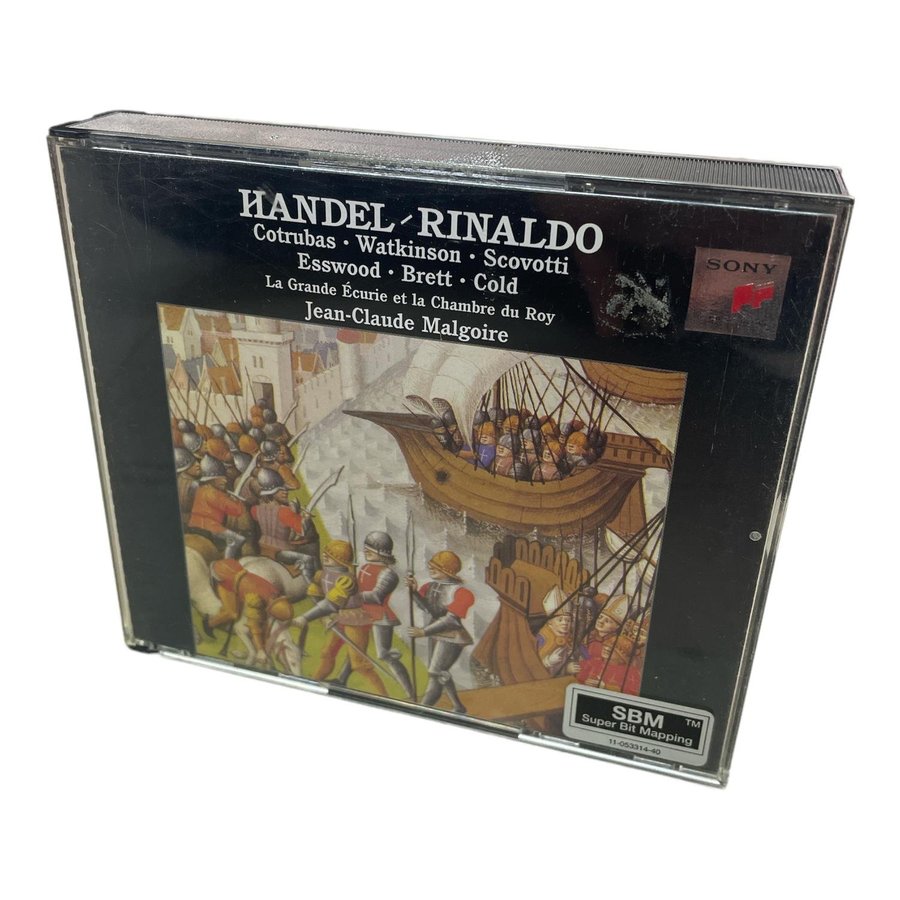 HANDEL / RINALDO
Cotrubas · Watkinson · Scovotti
Esswood · Brett · Cold
La Grande Écurie et la Chambre du Roy
Jean-Claude Malgoire
SONY
SBM ™
Super Bit Mapping
11-053314-40